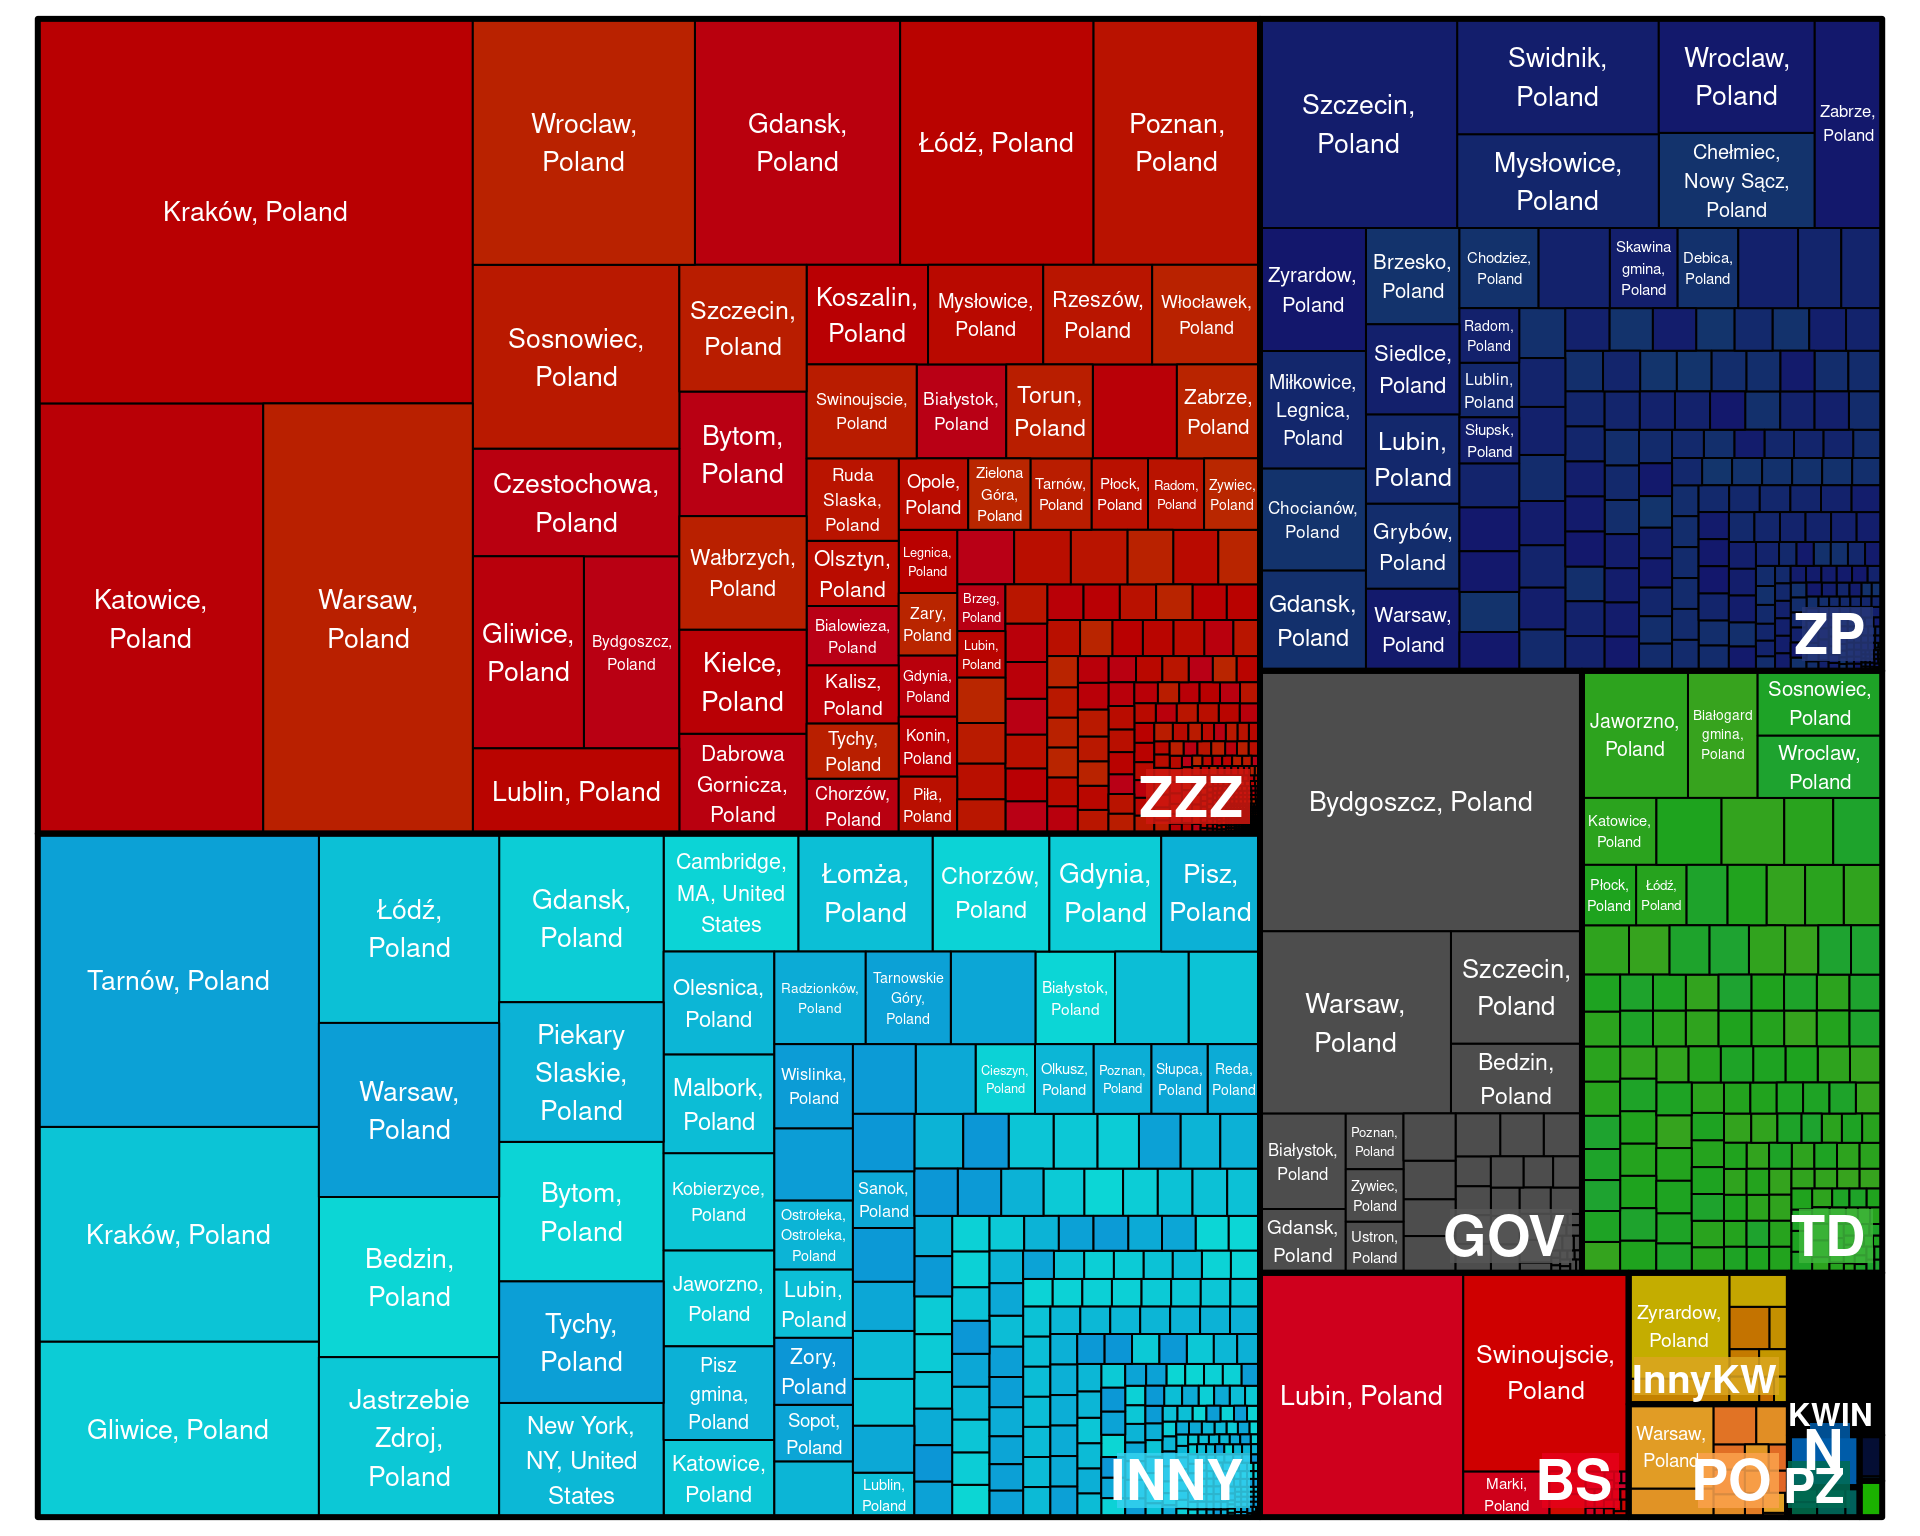 Kraków, Poland
Wroclaw,
Poland
Gdansk,
Poland
Łódź, Poland
Poznan,
Poland
Katowice,
Poland
Warsaw,
Poland
Sosnowiec,
Poland
Czestochowa,
Poland
Gliwice,
Poland
Bydgoszcz,
Poland
Lublin, Poland
Szczecin,
Poland
Bytom,
Poland
Wałbrzych,
Poland
Kielce,
Poland
Dabrowa
Gornicza,
Poland
Koszalin,
Poland
Mysłowice,
Poland
Rzeszów,
Poland
Włocławek,
Poland
Swinoujscie,
Poland
Białystok,
Poland
Torun,
Poland
Zabrze,
Poland
Ruda
Slaska,
Poland
Olsztyn,
Poland
Bialowieza,
Poland
Kalisz,
Poland
Tychy,
Poland
Chorzów,
Poland
Opole,
Poland
Zielona
Góra,
Poland
Tarnów,
Poland
Płock,
Poland
Radom,
Poland
Zywiec,
Poland
Legnica,
Poland
Zary,
Poland
Gdynia,
Poland
Konin,
Poland
Piła,
Poland
Brzeg,
Poland
Lubin,
Poland
ZZZ
Szczecin,
Poland
Swidnik,
Poland
Mysłowice,
Poland
Wroclaw,
Poland
Chełmiec,
Nowy Sącz,
Poland
Zabrze,
Poland
Zyrardow,
Poland
Miłkowice,
Legnica,
Poland
Chocianów,
Poland
Gdansk,
Poland
Brzesko,
Poland
Siedlce,
Poland
Lubin,
Poland
Grybów,
Poland
Warsaw,
Poland
Chodziez,
Poland
Skawina
gmina,
Poland
Debica,
Poland
Radom,
Poland
Lublin,
Poland
Słupsk,
Poland
ZP
Tarnów, Poland
Kraków, Poland
Gliwice, Poland
Łódź,
Poland
Warsaw,
Poland
Bedzin,
Poland
Jastrzebie
Zdroj,
Poland
Gdansk,
Poland
Piekary
Slaskie,
Poland
Bytom,
Poland
Tychy,
Poland
New York,
NY, United
States
Cambridge,
MA, United
States
Łomża,
Poland
Chorzów,
Poland
Gdynia,
Poland
Pisz,
Poland
Olesnica,
Poland
Malbork,
Poland
Kobierzyce,
Poland
Jaworzno,
Poland
Pisz
gmina,
Poland
Katowice,
Poland
Radzionków,
Poland
Tarnowskie
Góry,
Poland
Białystok,
Poland
Wislinka,
Poland
Ostrołeka,
Ostroleka,
Poland
Lubin,
Poland
Zory,
Poland
Sopot,
Poland
Cieszyn,
Poland
Olkusz,
Poland
Poznan,
Poland
Słupca,
Poland
Reda,
Poland
Sanok,
Poland
Lublin,
Poland
INNY
Bydgoszcz, Poland
Warsaw,
Poland
Szczecin,
Poland
Bedzin,
Poland
Białystok,
Poland
Gdansk,
Poland
Poznan,
Poland
Zywiec,
Poland
Ustron,
Poland
GOV
Jaworzno,
Poland
Białogard
gmina,
Poland
Sosnowiec,
Poland
Wroclaw,
Poland
Katowice,
Poland
Płock,
Poland
Łódź,
Poland
TD
Lubin, Poland
Swinoujscie,
Poland
Marki,
Poland
BS
Zyrardow,
Poland
InnyKW
Warsaw,
Poland
PO
KWIN
N
PZ